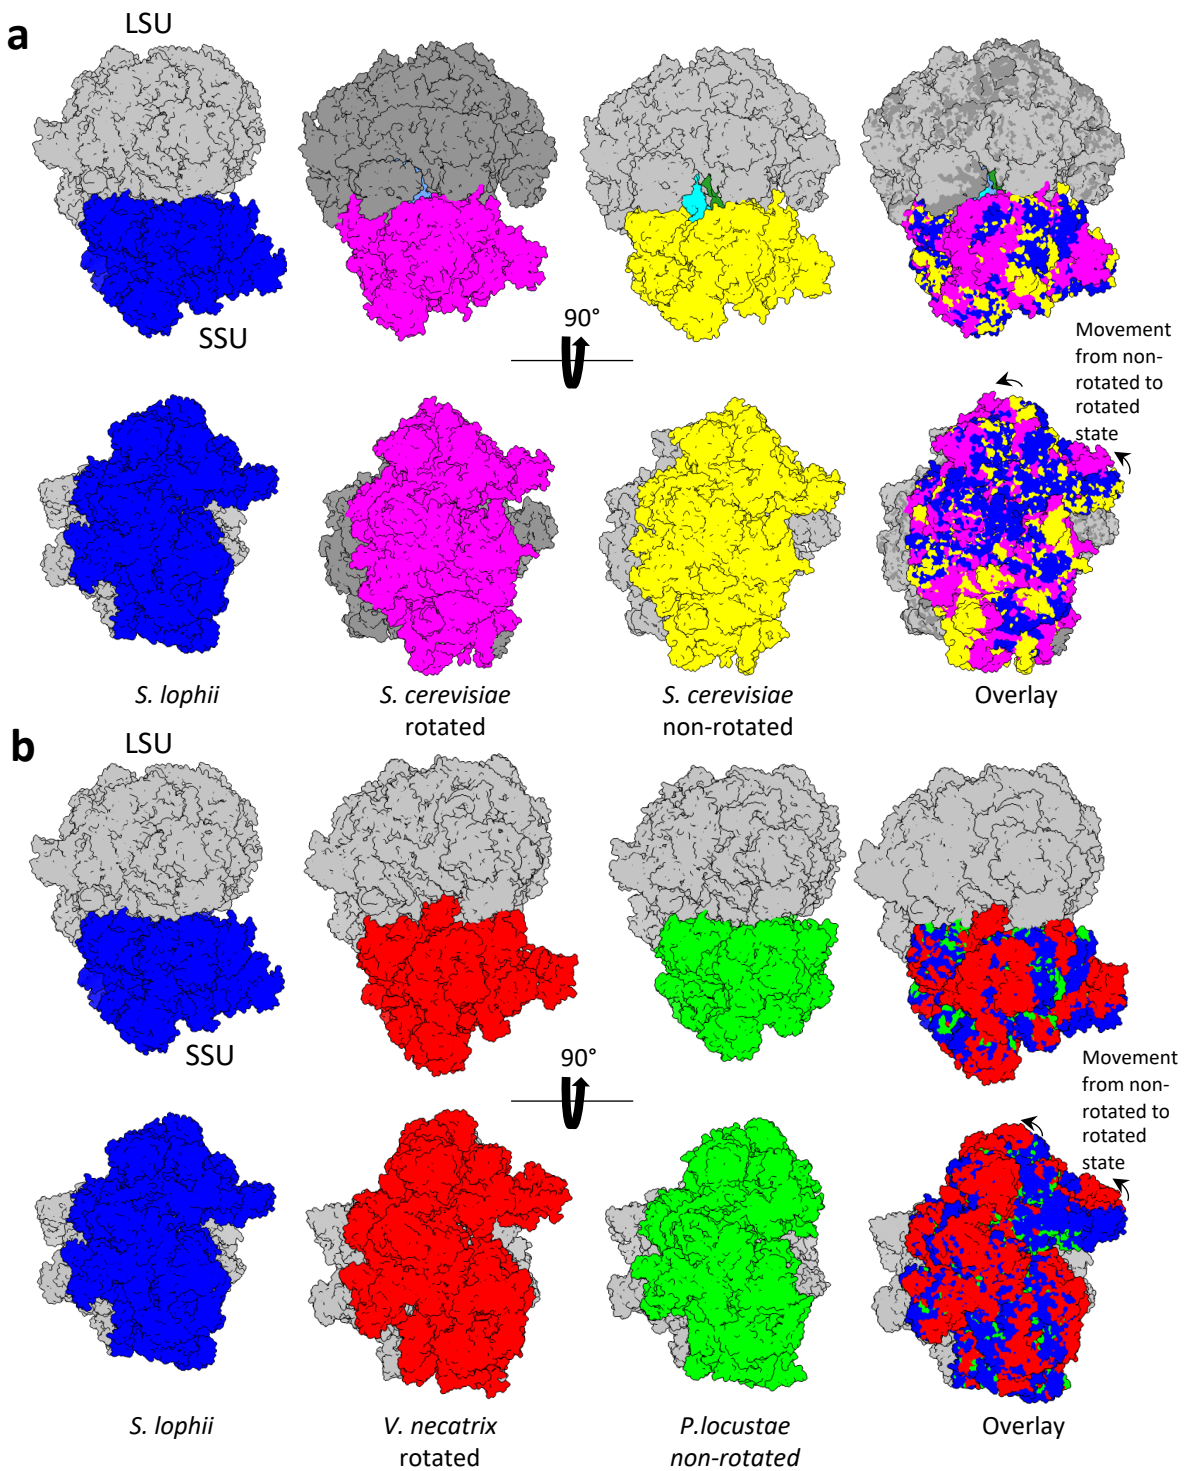 a
LSU
SSU
90°
Movement
from non-
rotated to
rotated
state
S. lophii
S. cerevisiae
rotated
S. cerevisiae
non-rotated
Overlay
b
LSU
SSU
90°
Movement
from non-
rotated to
rotated
state
S. lophii
V. necatrix
rotated
P.locustae
non-rotated
Overlay